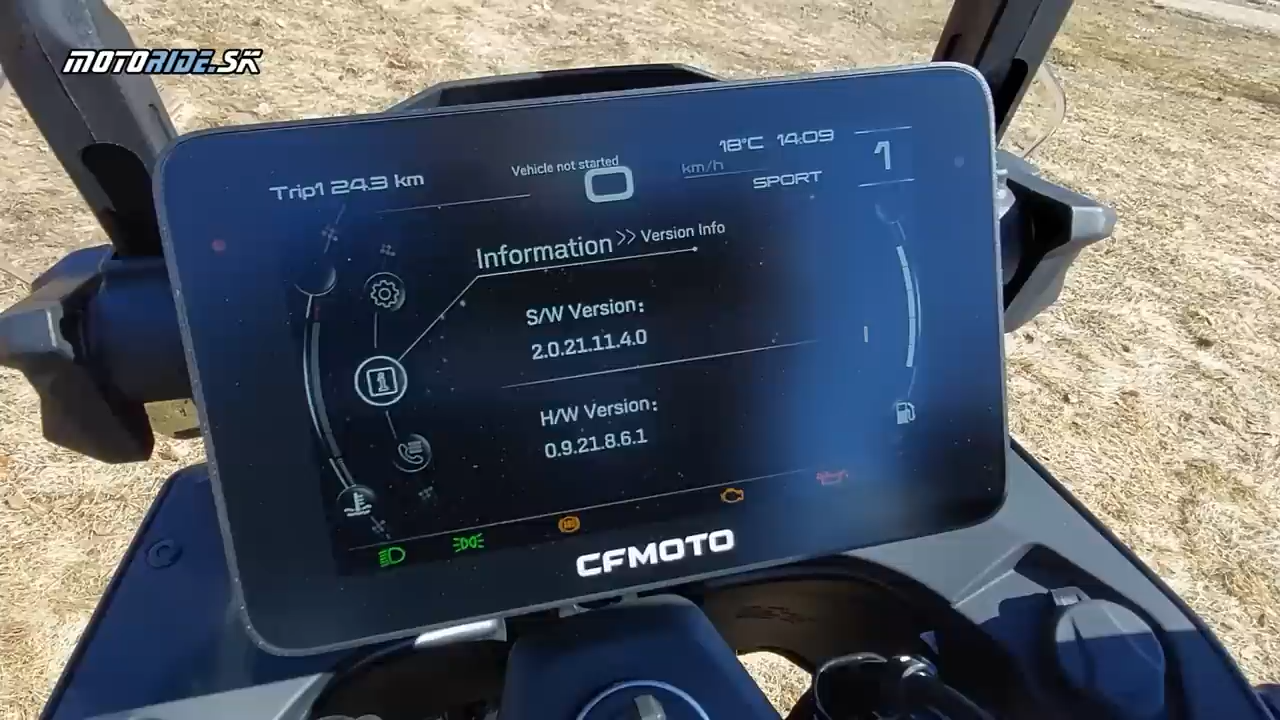 MOTORIDE.SK
18°C 14:09
Trip1 24.3 km
Vehicle not started
0
km/h
SPORT
1
Information >> Version Info
S/W Version:
2.0.21.11.4.0
H/W Version:
0.9.21.8.6.1
CFMOTO